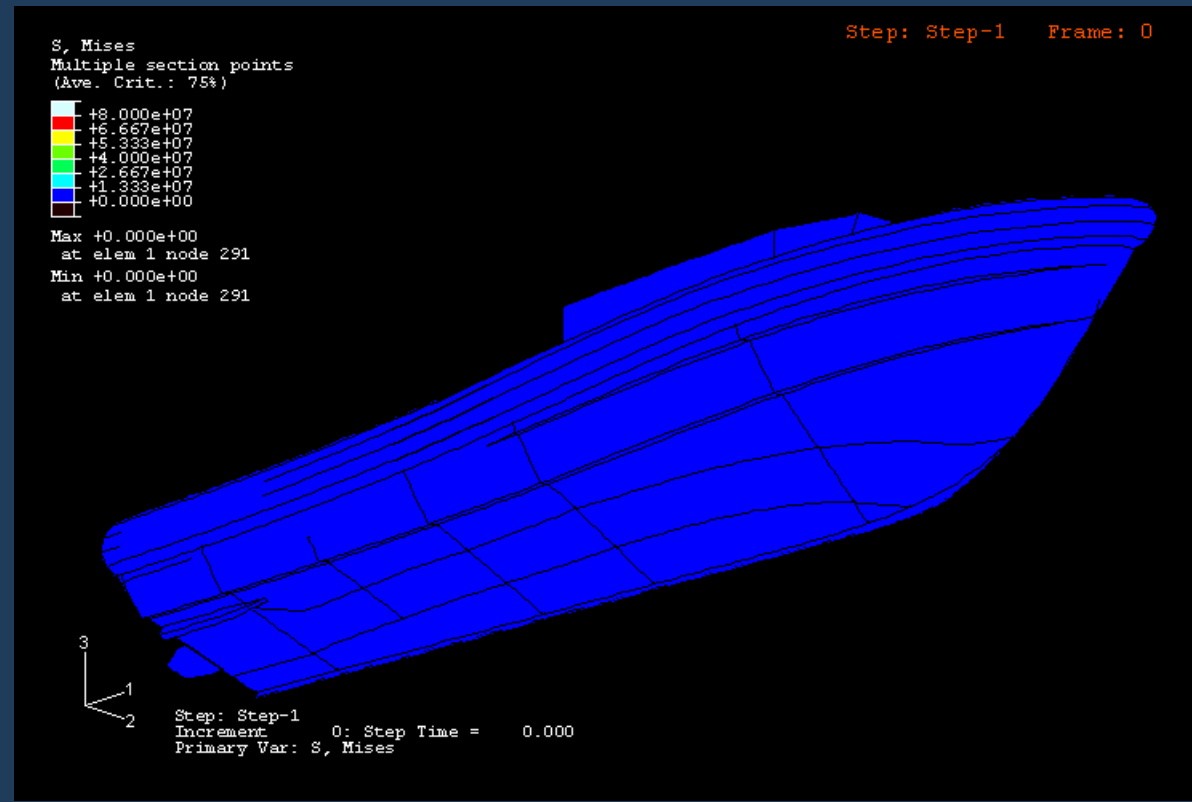 Step: Step-1 Frame: 0
S, Mises
Multiple section points
(Ave. Crit.: 75%)
+8.000e+07
+6.667e+07
+5.333e+07
+4.000e+07
+2.667e+07
+1.333e+07
+0.000e+00
Max +0.000e+00
at elem 1 node 291
Min +0.000e+00
at elem 1 node 291
3
1
2
Step: Step-1
Increment 0: Step Time = 0.000
Primary Var: S, Mises